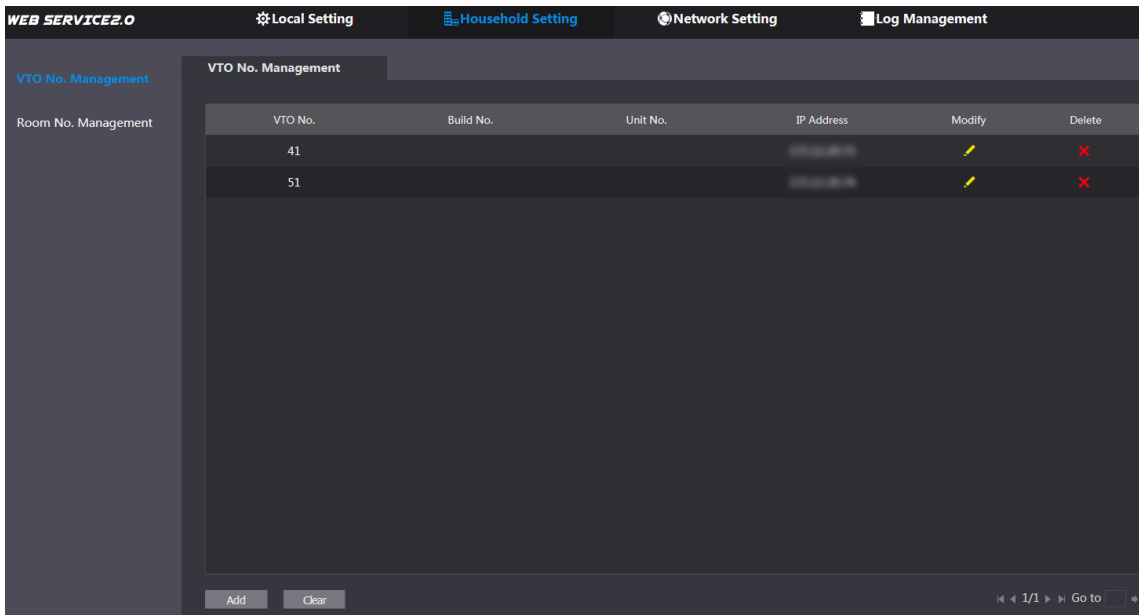 WEB SERVICE2.0 Local Setting Household Setting Network Setting Log Management
VTO No. Management
VTO No. Management
Room No. Management
VTO No. Build No. Unit No. IP Address Modify Delete
41
51
Add Clear 1/1 Go to